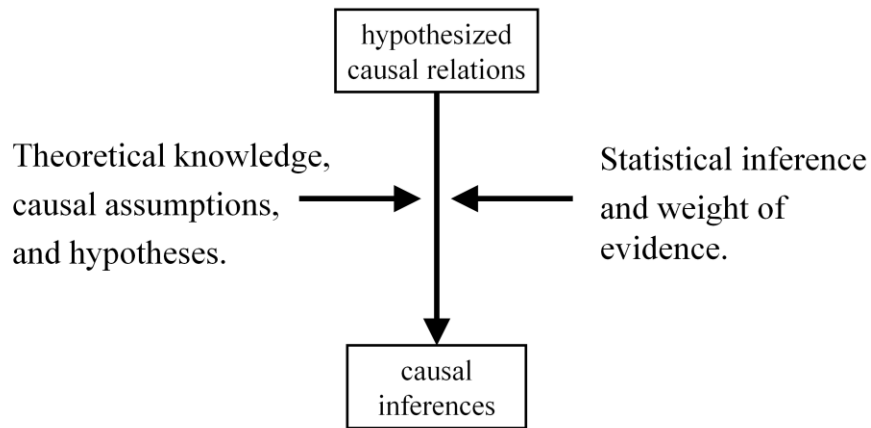 hypothesized
causal relations
Theoretical knowledge,
causal assumptions,
and hypotheses.
Statistical inference
and weight of
evidence.
causal
inferences